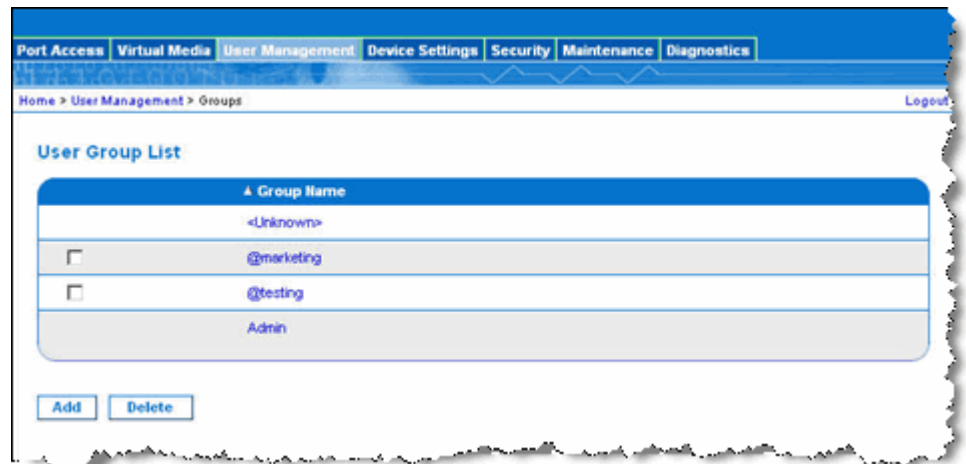 Port Access Virtual Media User Management Device Settings Security Maintenance Diagnostics
Home > User Management > Groups Logout
User Group List
▲ Group Name
<Unknown>
@marketing
@testing
Admin
Add Delete